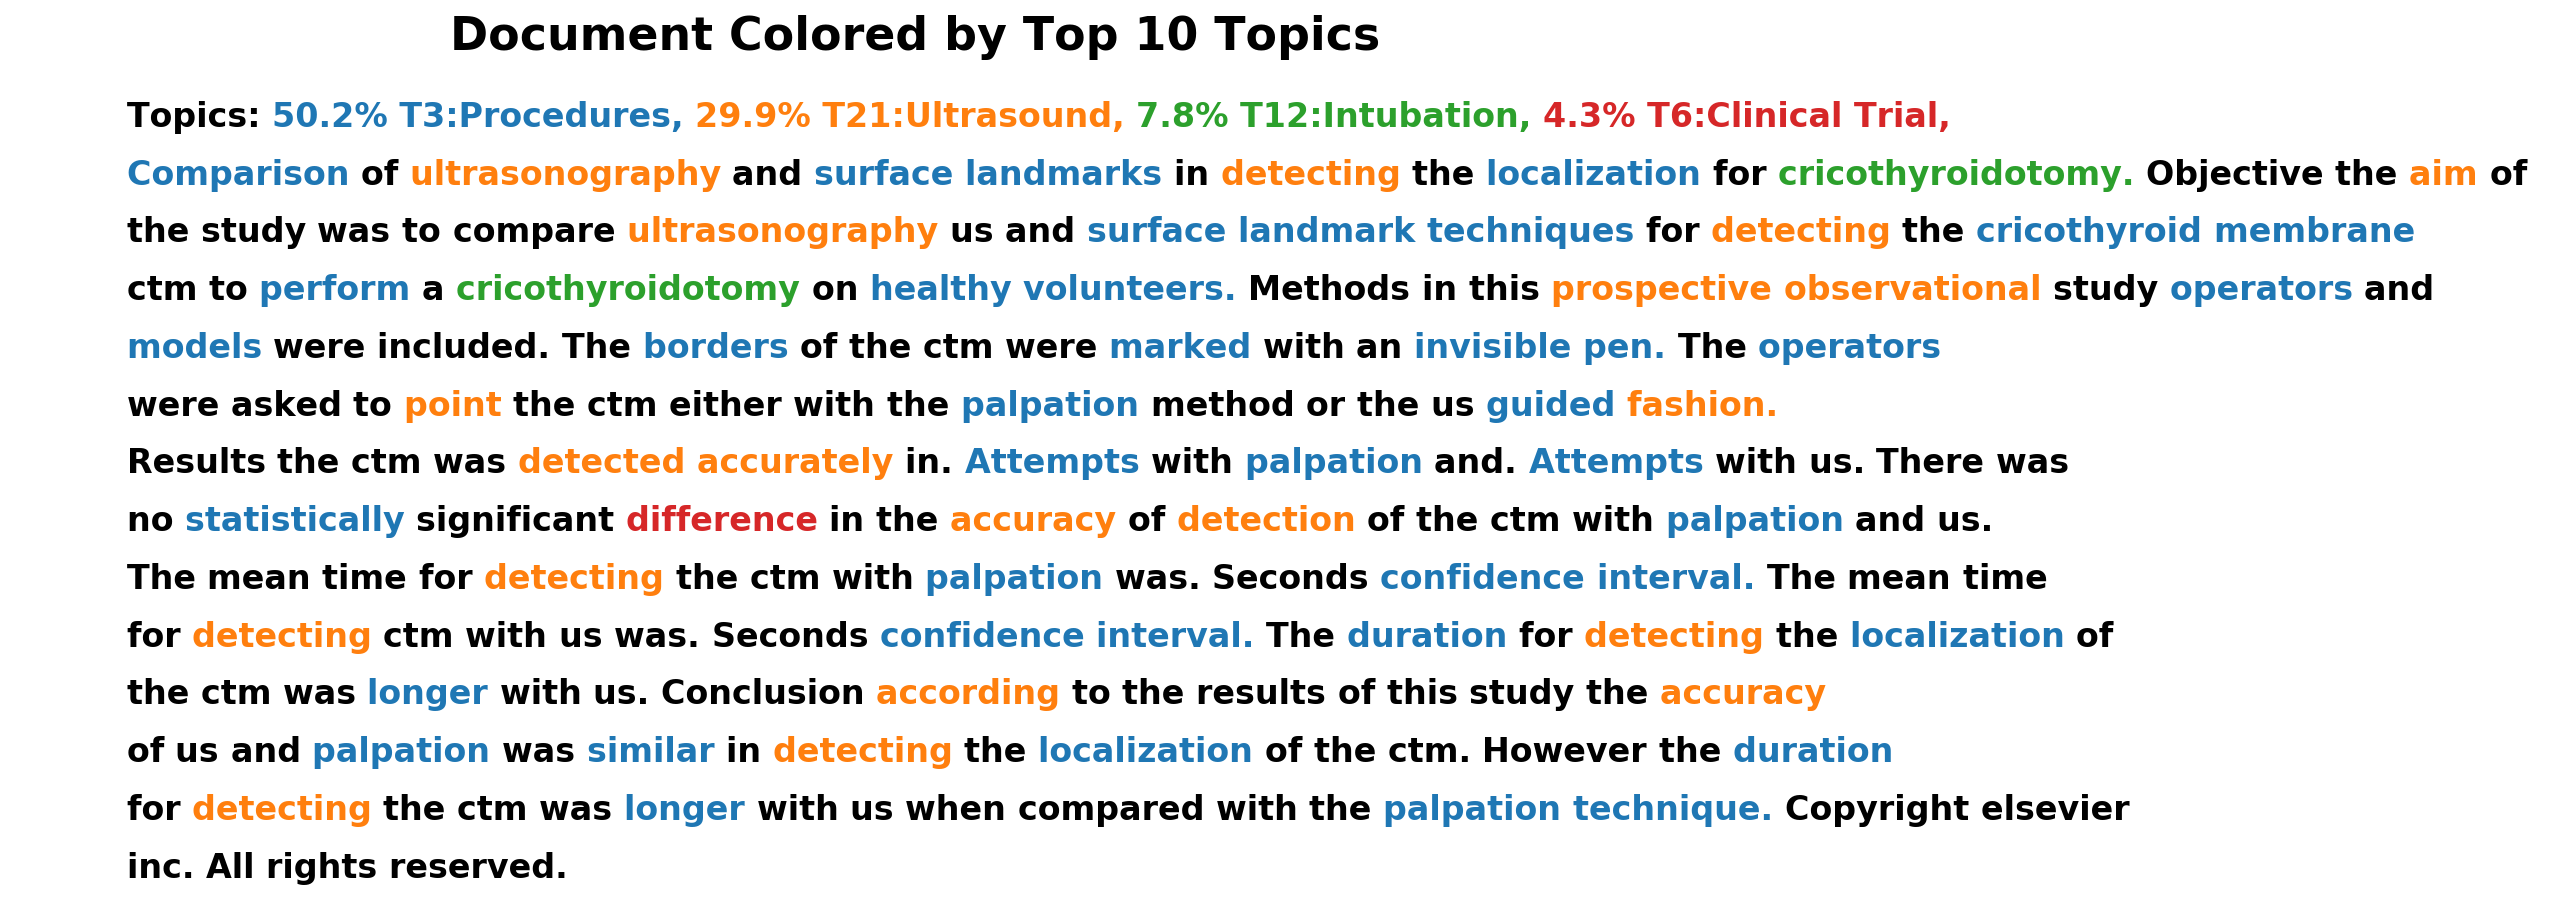 Document Colored by Top 10 Topics
Topics: 50.2% T3:Procedures, 29.9% T21:Ultrasound, 7.8% T12:Intubation, 4.3% T6:Clinical Trial,
Comparison of ultrasonography and surface landmarks in detecting the localization for cricothyroidotomy. Objective the aim of
the study was to compare ultrasonography us and surface landmark techniques for detecting the cricothyroid membrane
ctm to perform a cricothyroidotomy on healthy volunteers. Methods in this prospective observational study operators and
models were included. The borders of the ctm were marked with an invisible pen. The operators
were asked to point the ctm either with the palpation method or the us guided fashion.
Results the ctm was detected accurately in. Attempts with palpation and. Attempts with us. There was
no statistically significant difference in the accuracy of detection of the ctm with palpation and us.
The mean time for detecting the ctm with palpation was. Seconds confidence interval. The mean time
for detecting ctm with us was. Seconds confidence interval. The duration for detecting the localization of
the ctm was longer with us. Conclusion according to the results of this study the accuracy
of us and palpation was similar in detecting the localization of the ctm. However the duration
for detecting the ctm was longer with us when compared with the palpation technique. Copyright elsevier
inc. All rights reserved.